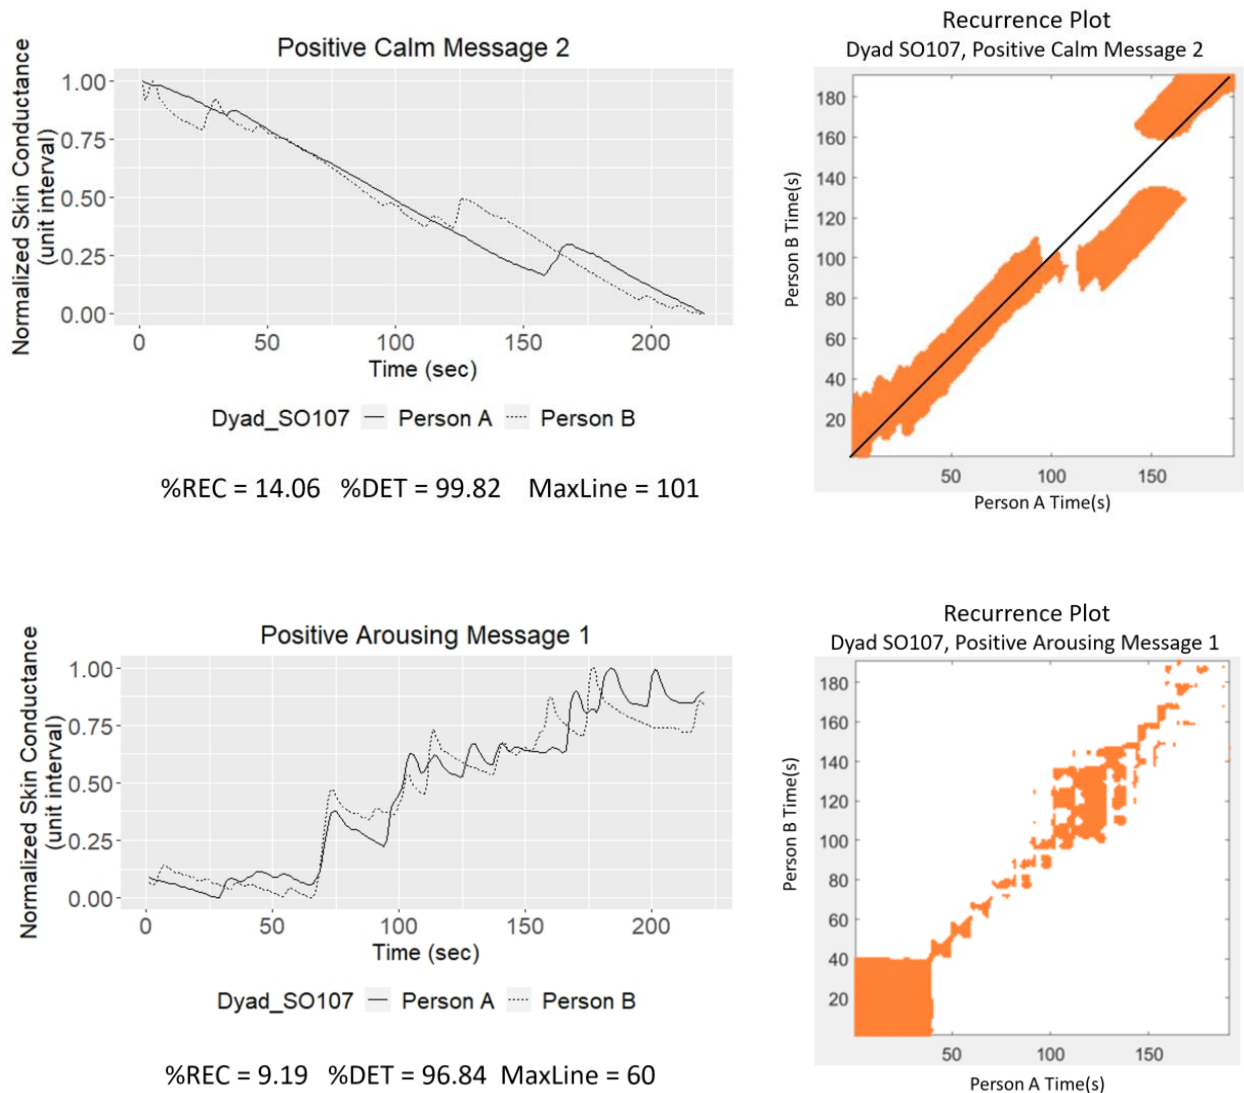 Positive Calm Message 2
Normalized Skin Conductance
(unit interval)
1.00
0.75
0.50
0.25
0.00
0 50 100 150 200
Time (sec)
Dyad_SO107 Person A Person B
%REC = 14.06 %DET = 99.82 MaxLine = 101
Recurrence Plot
Dyad SO107, Positive Calm Message 2
Person B Time(s)
180
160
140
120
100
80
60
40
20
50 100 150
Person A Time(s)
Positive Arousing Message 1
Normalized Skin Conductance
(unit interval)
1.00
0.75
0.50
0.25
0.00
0 50 100 150 200
Time (sec)
Dyad_SO107 Person A Person B
%REC = 9.19 %DET = 96.84 MaxLine = 60
Recurrence Plot
Dyad SO107, Positive Arousing Message 1
Person B Time(s)
180
160
140
120
100
80
60
40
20
50 100 150
Person A Time(s)